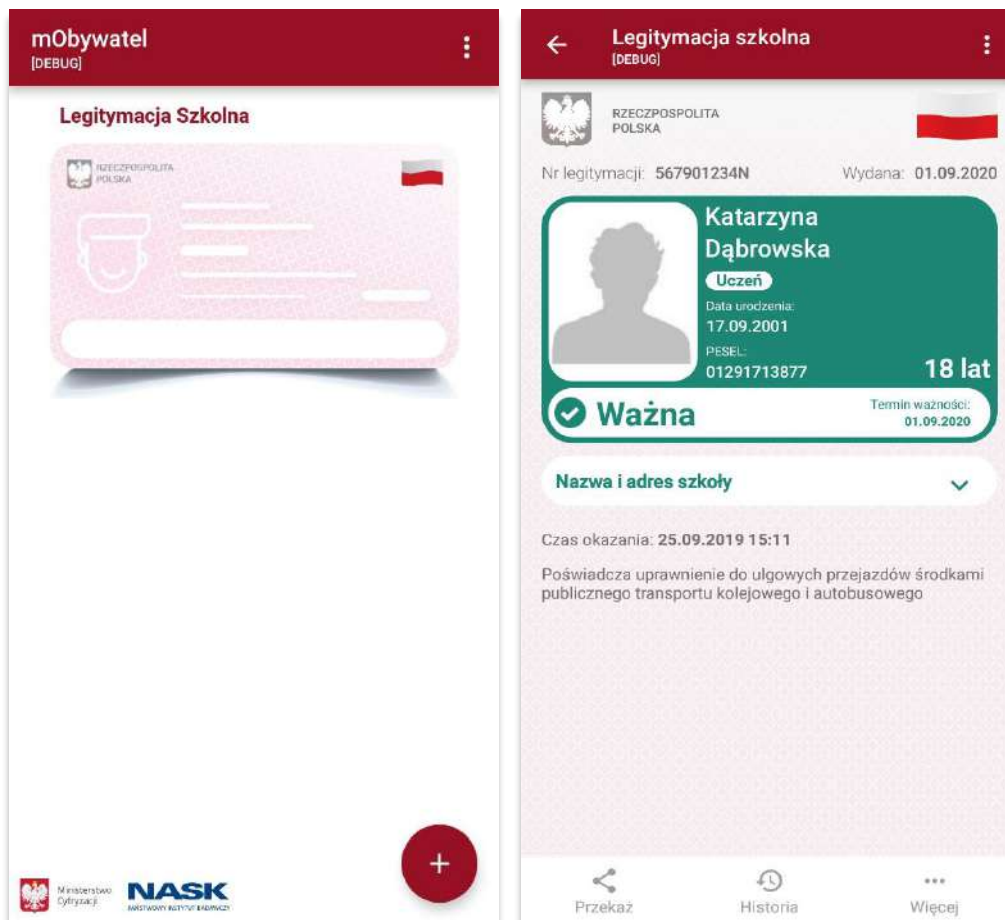 mObywatel
[DEBUG]
Legitymacja Szkolna
RZECZPOSPOLITA
POLSKA
Ministerstwo
Cyfryzacji
NASK
PAŃSTWOWY INSTYTUT BADAWCZY
Legitymacja szkolna
[DEBUG]
RZECZPOSPOLITA
POLSKA
Nr legitymacji: 567901234N Wydana: 01.09.2020
Katarzyna
Dąbrowska
Uczeń
Data urodzenia:
17.09.2001
PESEL:
01291713877
18 lat
Ważna
Termin ważności:
01.09.2020
Nazwa i adres szkoły
Czas okazania: 25.09.2019 15:11
Poświadcza uprawnienie do ulgowych przejazdów środkami
publicznego transportu kolejowego i autobusowego
Przekaż Historia Więcej